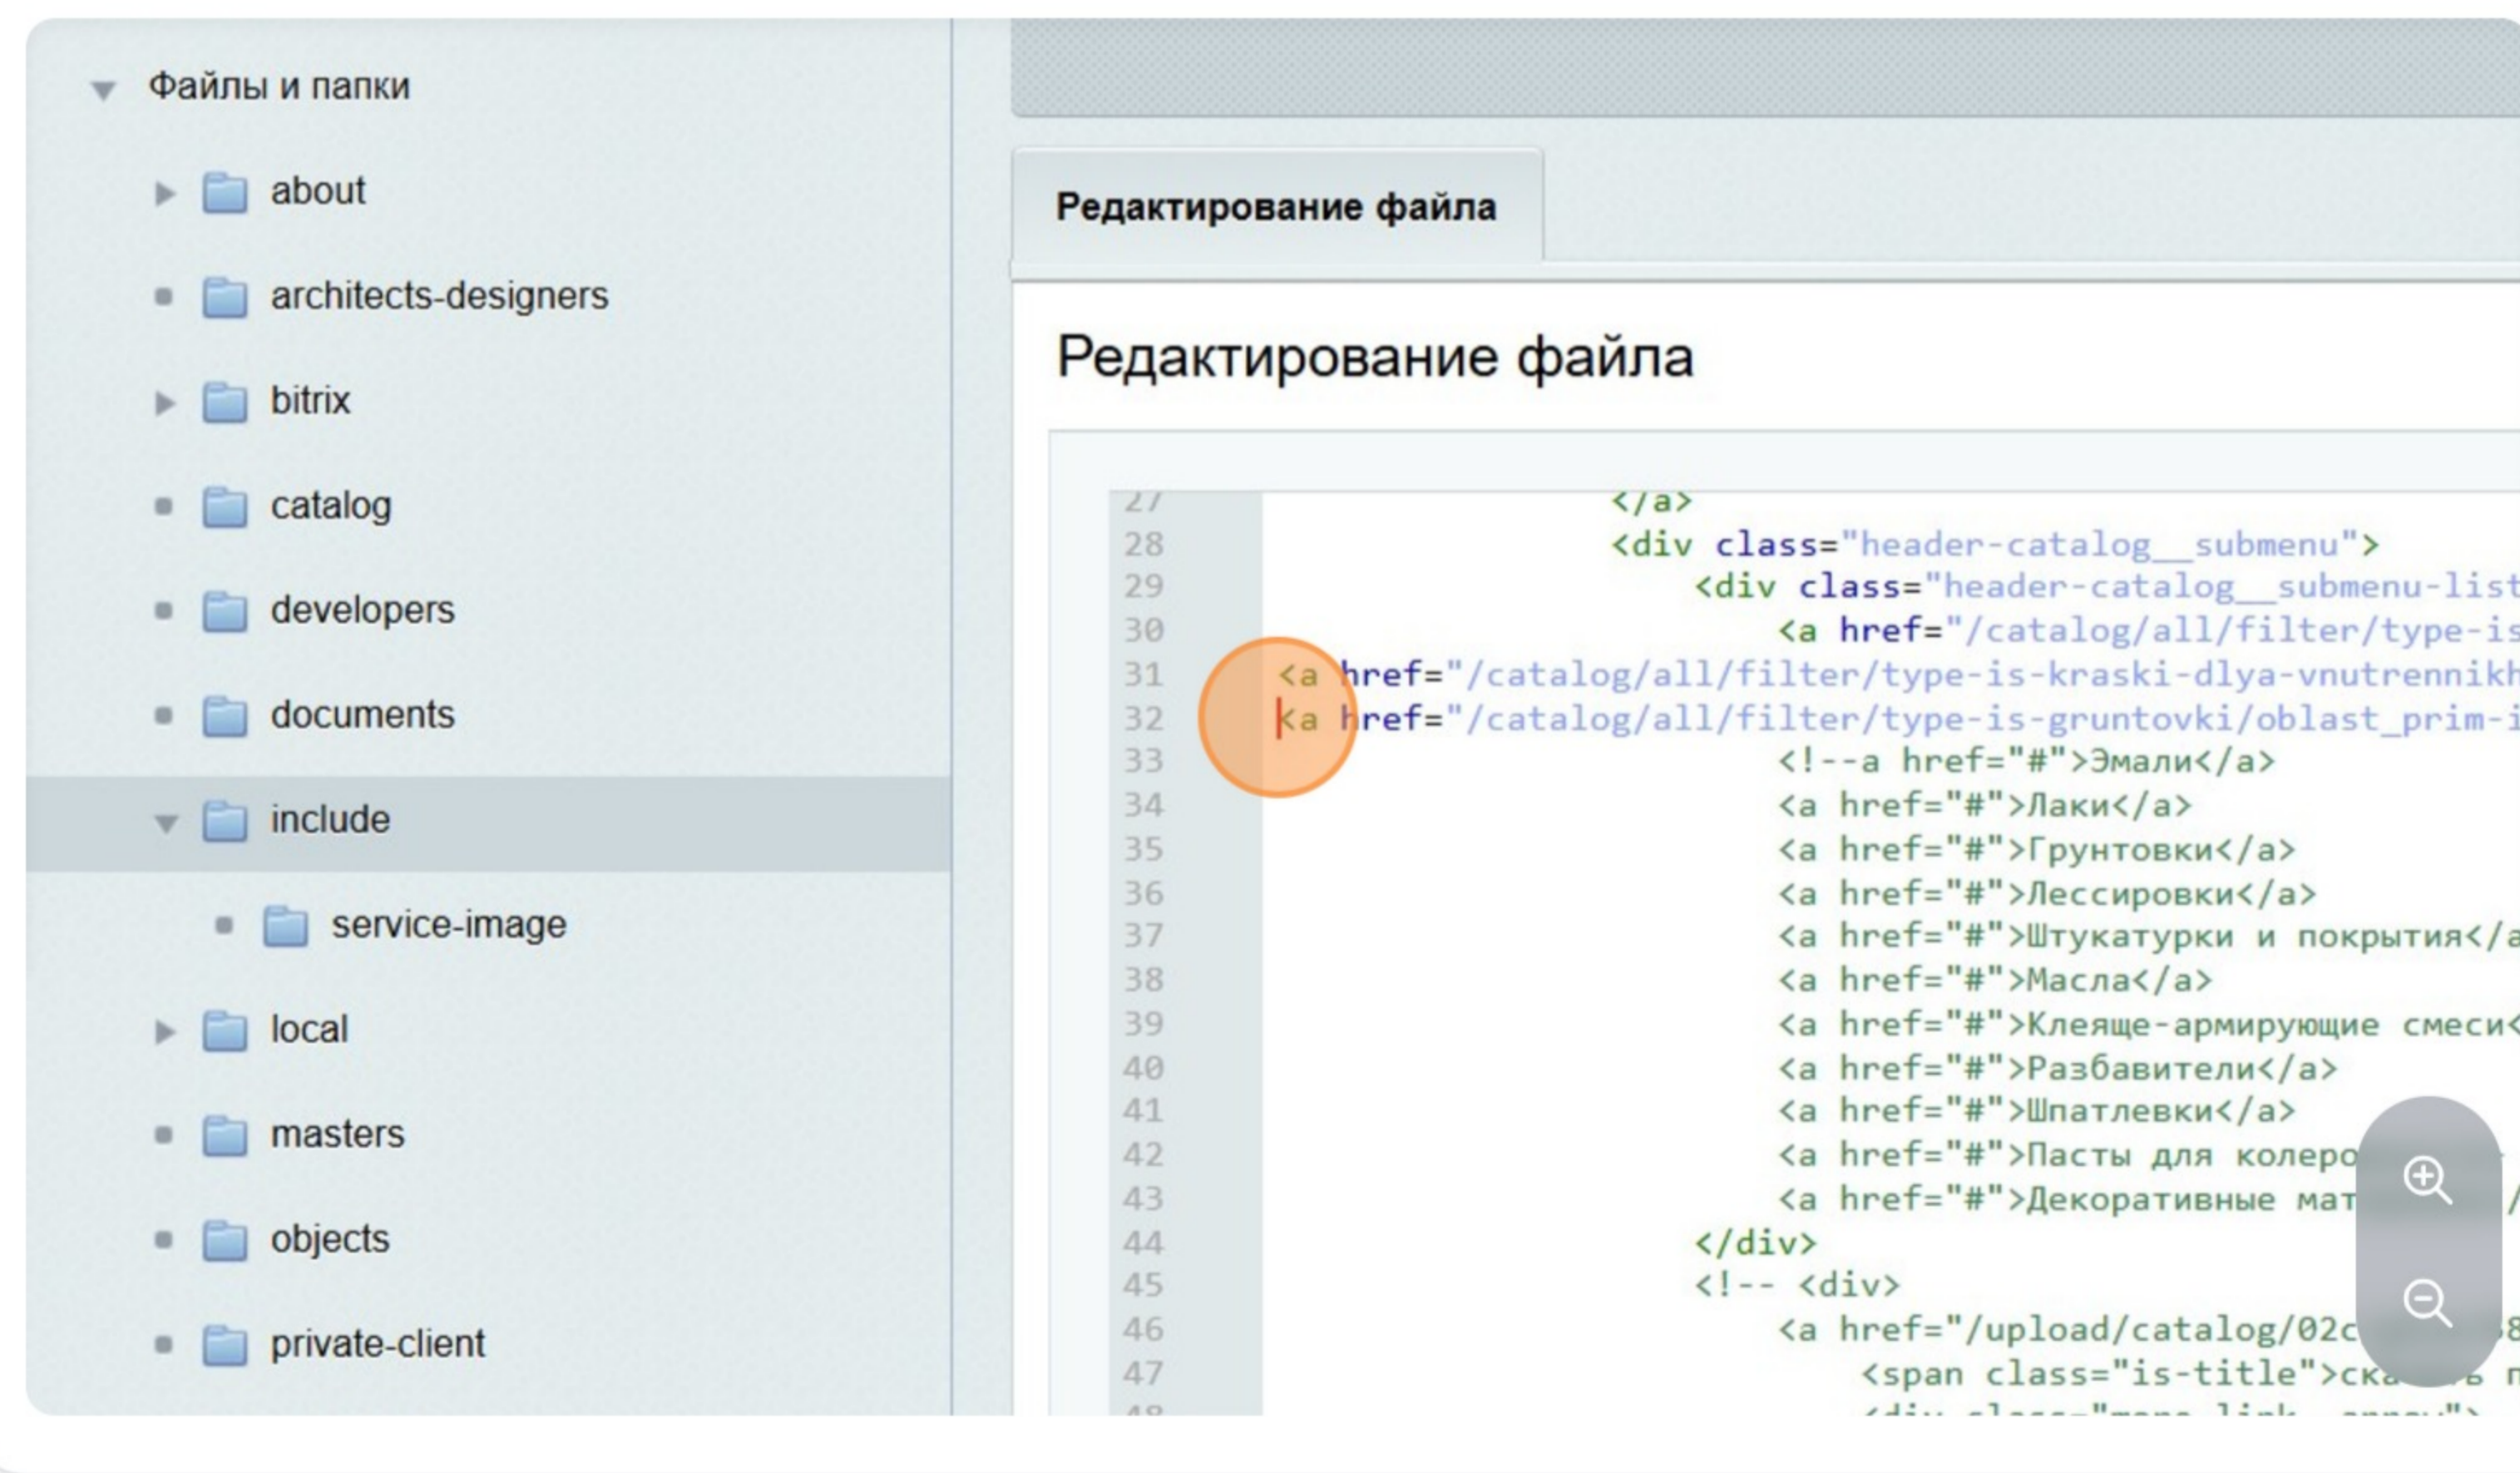 Файлы и папки
about
architects-designers
bitrix
catalog
developers
documents
include
service-image
local
masters
objects
private-client
Редактирование файла
Редактирование файла
27 </a>
28 <div class="header-catalog__submenu">
29 <div class="header-catalog__submenu-list
30 <a href="/catalog/all/filter/type-is
31 <a href="/catalog/all/filter/type-is-kraski-dlya-vnutrennikh
32 <a href="/catalog/all/filter/type-is-gruntovki/oblast_prim-i
33 <!--a href="#">Эмали</a>
34 <a href="#">Лаки</a>
35 <a href="#">Грунтовки</a>
36 <a href="#">Лессировки</a>
37 <a href="#">Штукатурки и покрытия</a
38 <a href="#">Масла</a>
39 <a href="#">Клеяще-армирующие смеси<
40 <a href="#">Разбавители</a>
41 <a href="#">Шпатлевки</a>
42 <a href="#">Пасты для
43 <a href="#">Декоративные
44 </div>
45 <!-- <div>
46 <a href="/upload/catalog/02c
47 <span class="is-title">
48